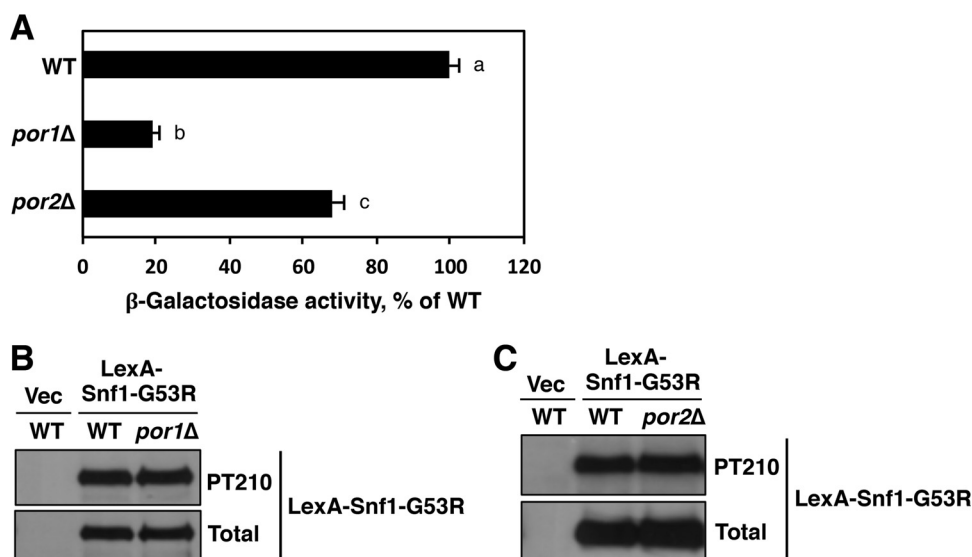 A
WT
a
por1Δ
b
por2Δ
c
0 20 40 60 80 100 120
β-Galactosidase activity, % of WT
B
Vec
LexA-
Snf1-G53R
WT WT por1Δ
PT210
Total
LexA-Snf1-G53R
C
Vec
LexA-
Snf1-G53R
WT WT por2Δ
PT210
Total
LexA-Snf1-G53R